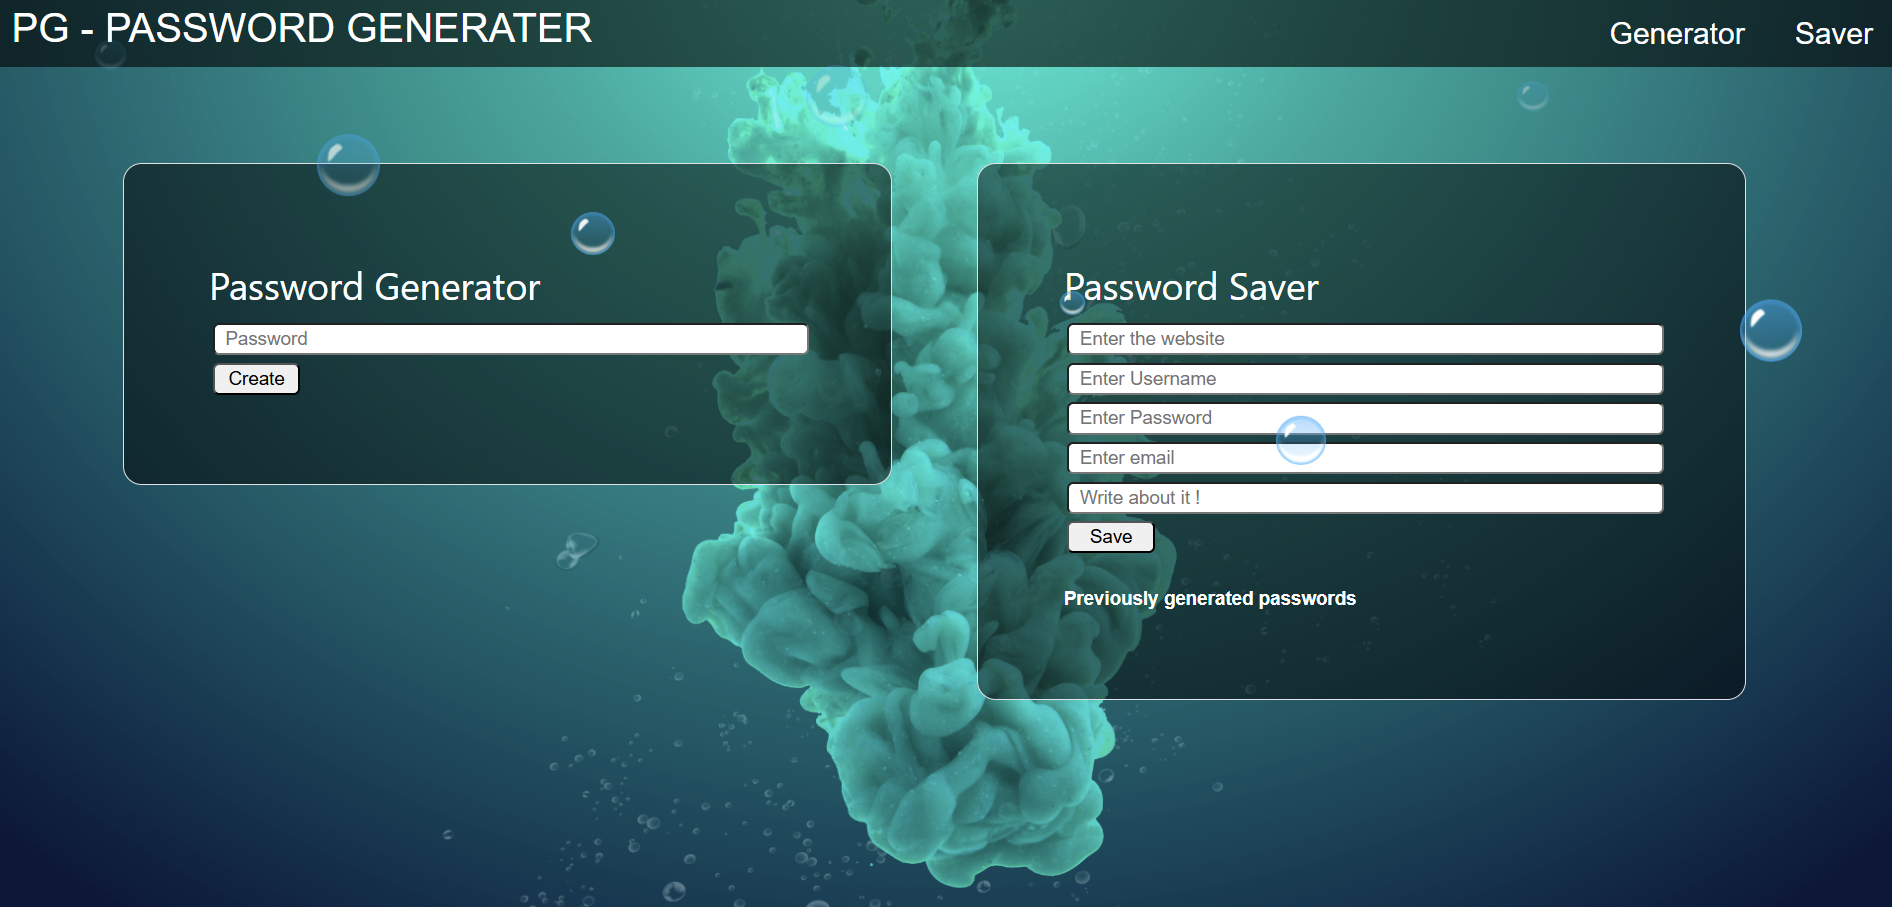 PG - PASSWORD GENERATER
Generator
Saver
Password Generator
Password
Create
Password Saver
Enter the website
Enter Username
Enter Password
Enter email
Write about it !
Save
Previously generated passwords